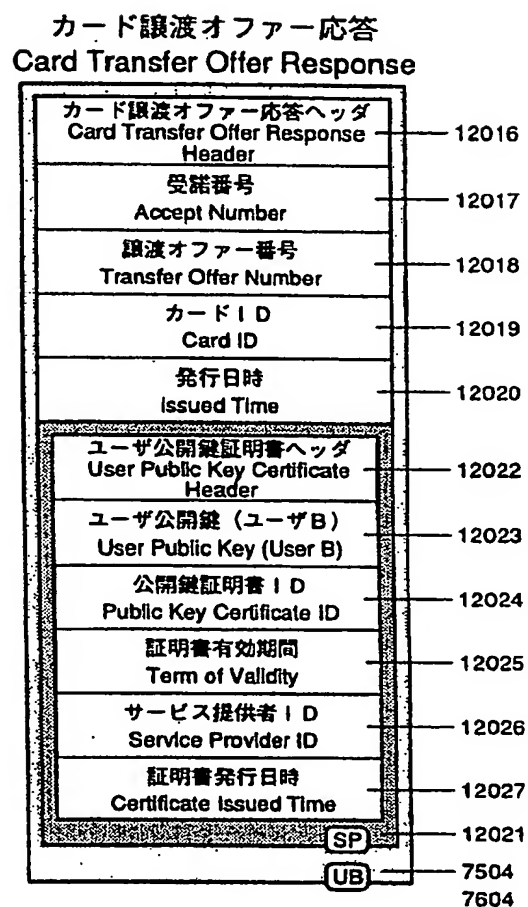 カード譲渡オファー応答
Card Transfer Offer Response
カード譲渡オファー応答ヘッダ
Card Transfer Offer Response
Header
12016
受諾番号
Accept Number
12017
譲渡オファー番号
Transfer Offer Number
12018
カードID
Card ID
12019
発行日時
Issued Time
12020
ユーザ公開鍵証明書ヘッダ
User Public Key Certificate
Header
12022
ユーザ公開鍵（ユーザB）
User Public Key (User B)
12023
公開鍵証明書ID
Public Key Certificate ID
12024
証明書有効期間
Term of Validity
12025
サービス提供者ID
Service Provider ID
12026
証明書発行日時
Certificate Issued Time
12027
SP
12021
UB
7504
7604